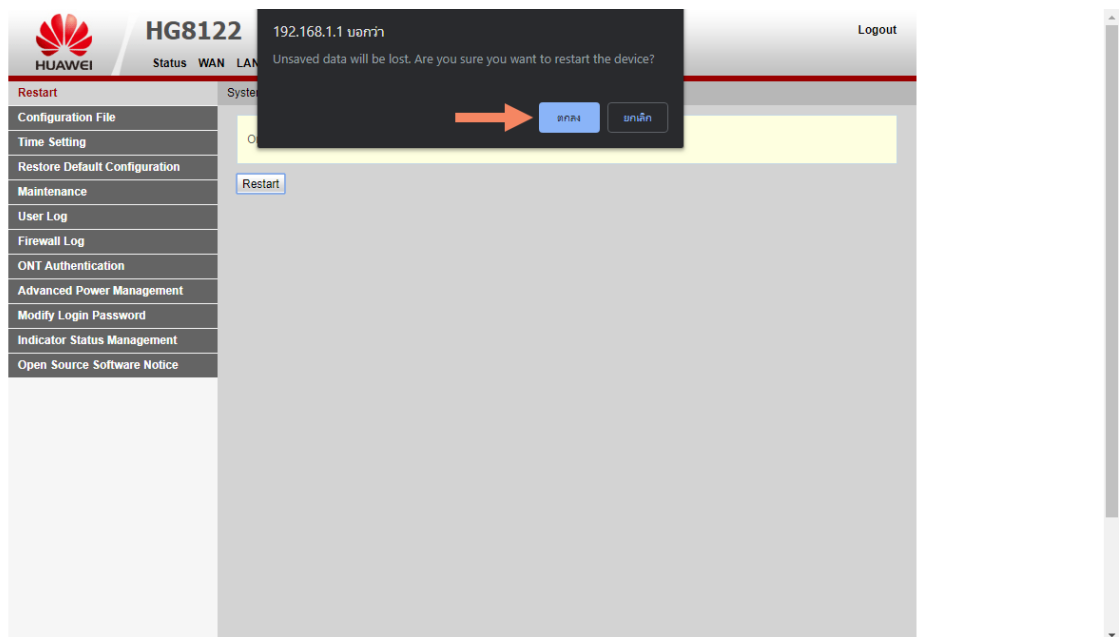 HUAWEI
HG8122
Logout
Status WAN LAN
192.168.1.1 บอกว่า
Unsaved data will be lost. Are you sure you want to restart the device?
ตกลง
ยกเลิก
Restart
Configuration File
Time Setting
Restore Default Configuration
Maintenance
User Log
Firewall Log
ONT Authentication
Advanced Power Management
Modify Login Password
Indicator Status Management
Open Source Software Notice
Restart